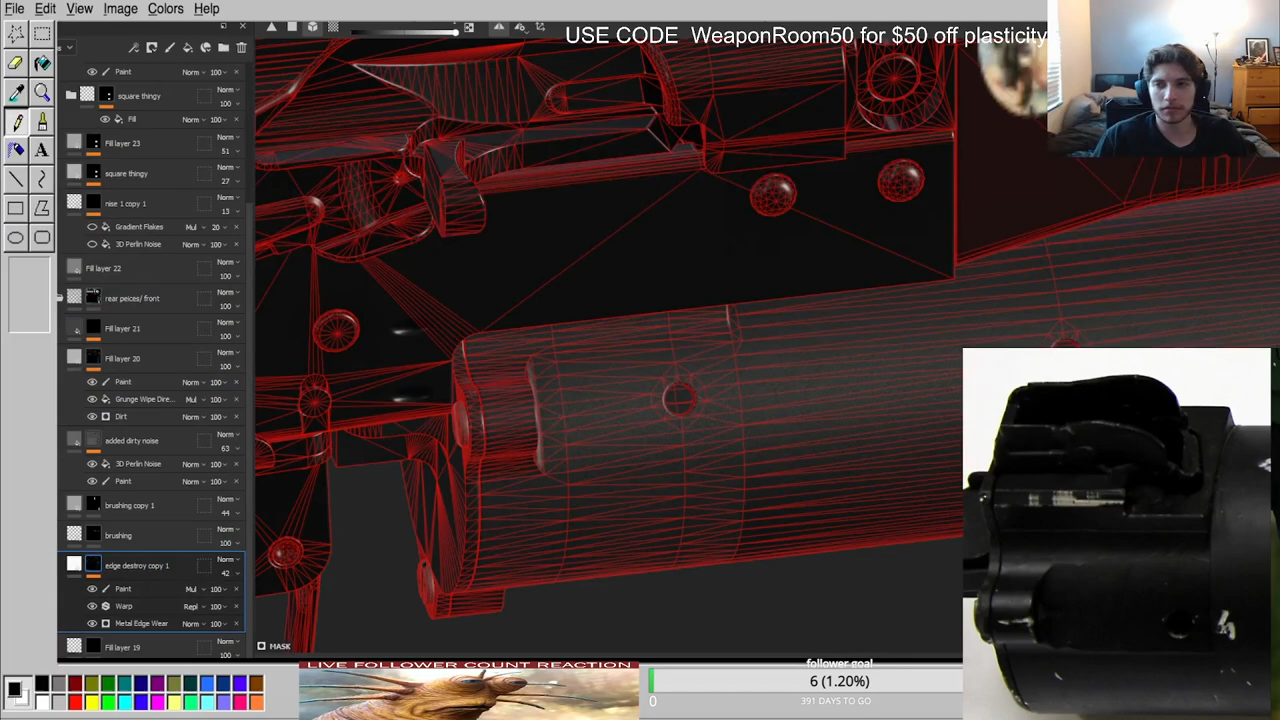 File Edit View Image Colors Help
USE CODE WeaponRoom50 for $50 off plasticity
Paint Norm 100
square thingy Norm 100
Fill Norm 100
Fill layer 23 Norm 51
square thingy Norm 27
nise 1 copy 1 Norm 13
Gradient Flakes Mul 20
3D Perlin Noise Norm 100
Fill layer 22 Norm 100
rear peices/ front Norm 100
Fill layer 21 Norm 100
Fill layer 20 Norm 100
Paint Norm 100
Grunge Wipe Dire... Mul 100
Dirt Norm 100
added dirty noise Norm 63
3D Perlin Noise Norm 100
Paint Norm 100
brushing copy 1 Norm 44
brushing Norm 100
edge destroy copy 1 Norm 42
Paint Mul 100
Warp Repl 100
Metal Edge Wear Norm 100
Fill layer 19 Norm 100
MASK
A
LIVE FOLLOWER COUNT REACTION
follower goal
6 (1.20%)
0
391 DAYS TO GO